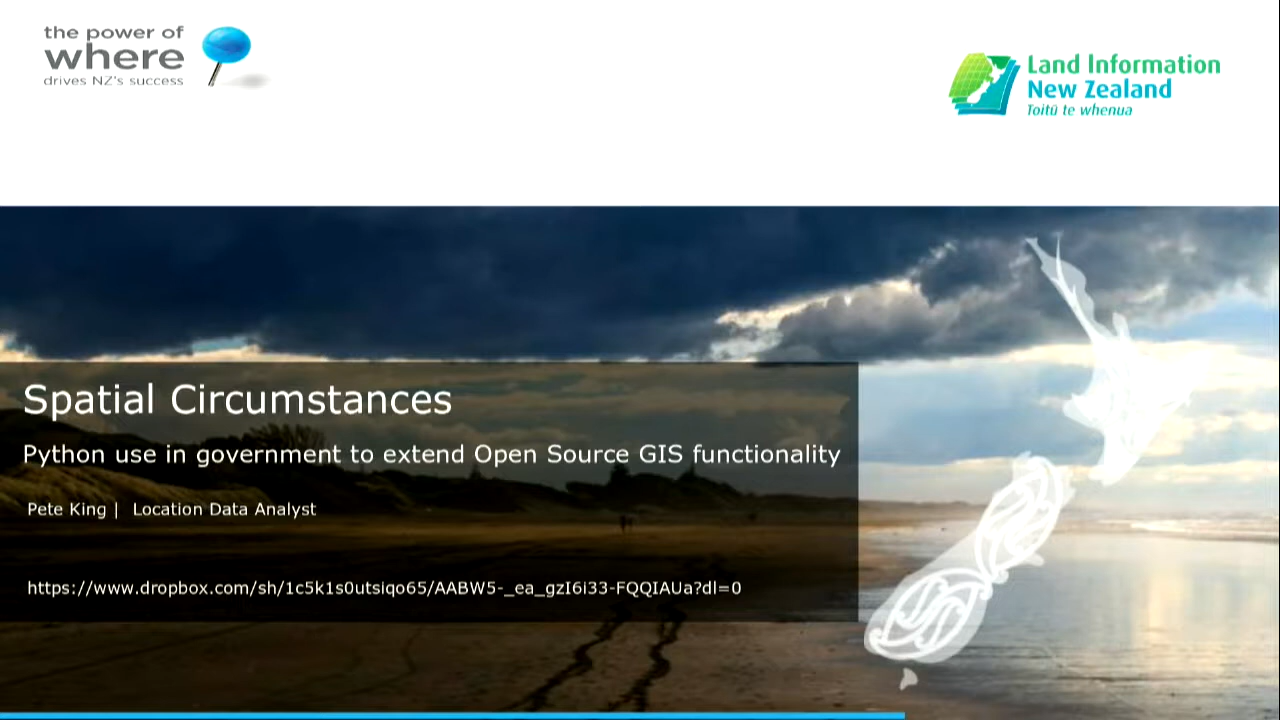 the power of
where
drives NZ's success
Land Information
New Zealand
Toitū te whenua
Spatial Circumstances
Python use in government to extend Open Source GIS functionality
Pete King | Location Data Analyst
https://www.dropbox.com/sh/1c5k1s0utsiqo65/AABW5-_ea_gzI6i33-FQQIAUa?dl=0